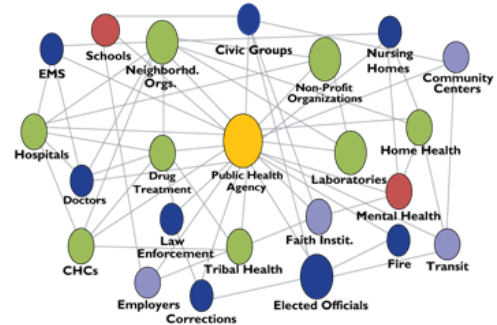 Civic Groups
Schools
Nursing
Homes
EMS
Neighborhd.
Orgs.
Non-Profit
Organizations
Community
Centers
Hospitals
Drug
Treatment
Public Health
Agency
Laboratories
Home Health
Doctors
Mental Health
Law
Enforcement
Faith Instit.
CHCs
Tribal Health
Fire
Transit
Employers
Corrections
Elected Officials